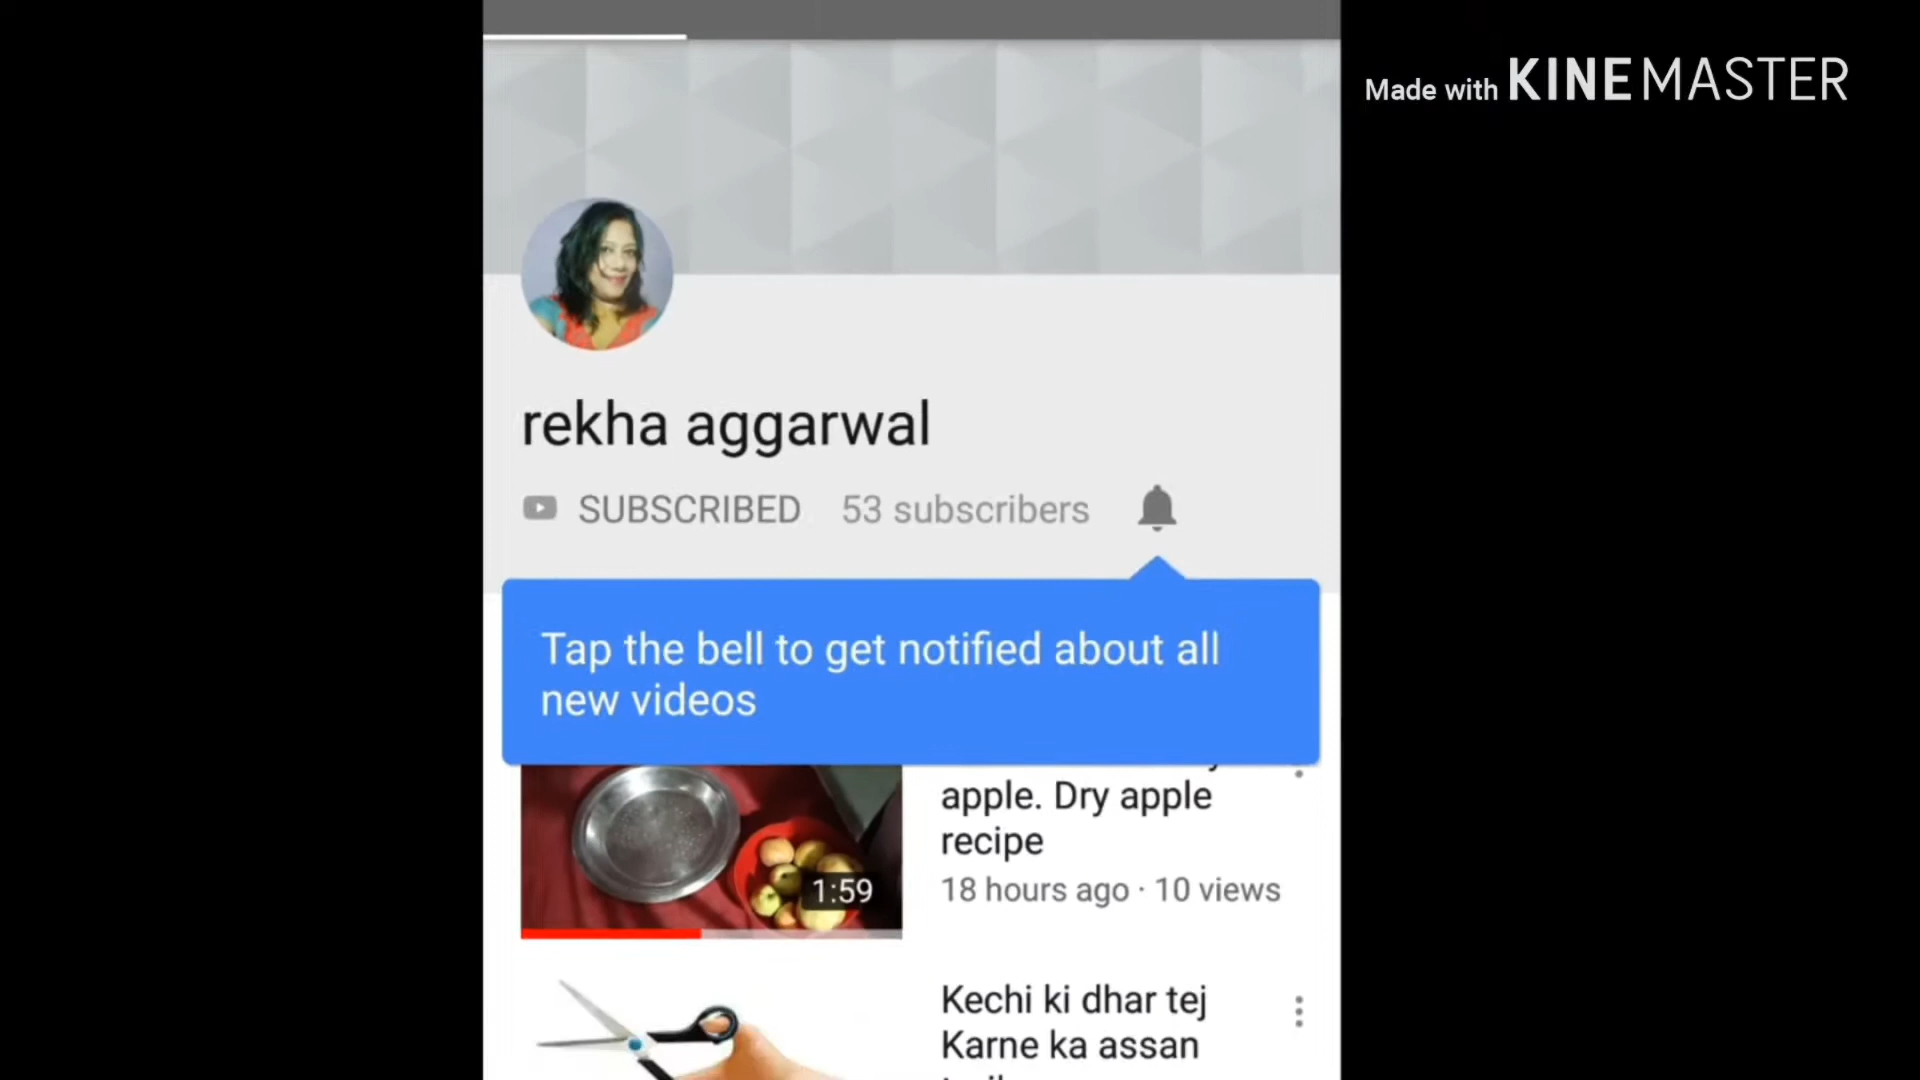 Made with KINEMASTER
rekha aggarwal
SUBSCRIBED 53 subscribers
Tap the bell to get notified about all
new videos
apple. Dry apple
recipe
18 hours ago · 10 views
1:59
Kechi ki dhar tej
Karne ka assan